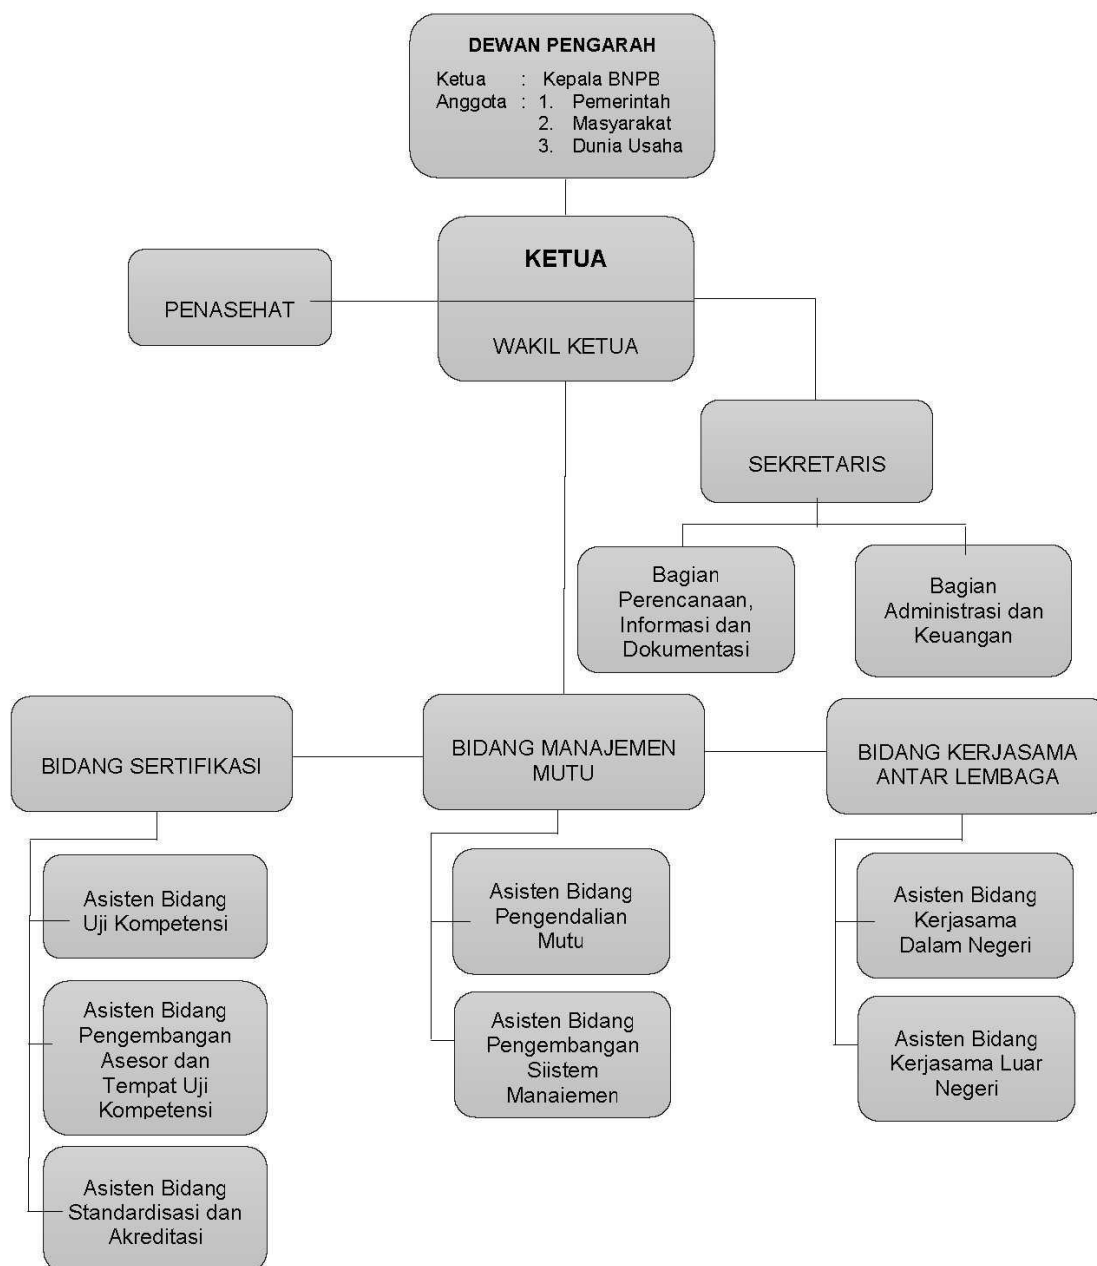 DEWAN PENGARAH
Ketua : Kepala BNPB
Anggota : 1. Pemerintah
2. Masyarakat
3. Dunia Usaha
KETUA
PENASEHAT
WAKIL KETUA
SEKRETARIS
Bagian
Perencanaan,
Informasi dan
Dokumentasi
Bagian
Administrasi dan
Keuangan
BIDANG SERTIFIKASI
BIDANG MANAJEMEN
MUTU
BIDANG KERJASAMA
ANTAR LEMBAGA
Asisten Bidang
Uji Kompetensi
Asisten Bidang
Pengembangan
Asesor dan
Tempat Uji
Kompetensi
Asisten Bidang
Standardisasi dan
Akreditasi
Asisten Bidang
Pengendalian
Mutu
Asisten Bidang
Pengembangan
Siistem
Manajemen
Asisten Bidang
Kerjasama
Dalam Negeri
Asisten Bidang
Kerjasama Luar
Negeri